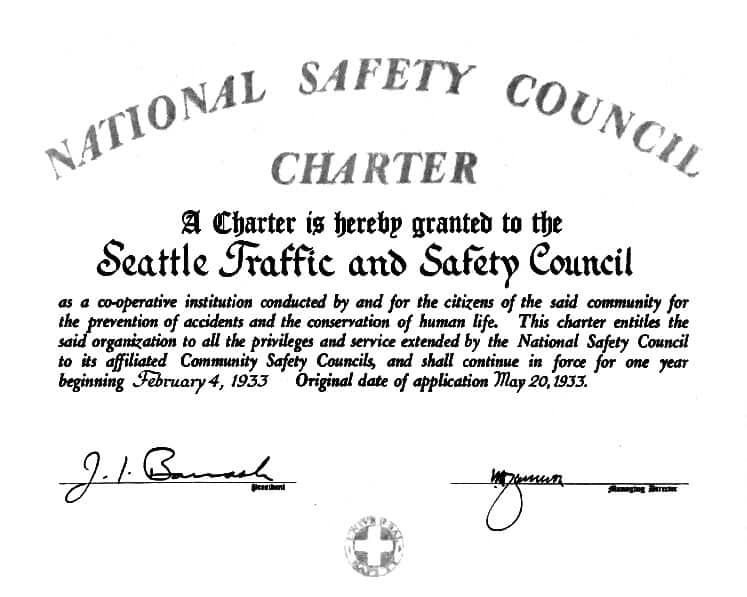 NATIONAL SAFETY COUNCIL
CHARTER
A Charter is hereby granted to the
Seattle Traffic and Safety Council
as a co-operative institution conducted by and for the citizens of the said community for
the prevention of accidents and the conservation of human life. This charter entitles the
said organization to all the privileges and service extended by the National Safety Council
to its affiliated Community Safety Councils, and shall continue in force for one year
beginning February 4, 1933 Original date of application May 20, 1933.
J. I.
President
Managing Director
UNIVERSAL
SAFETY